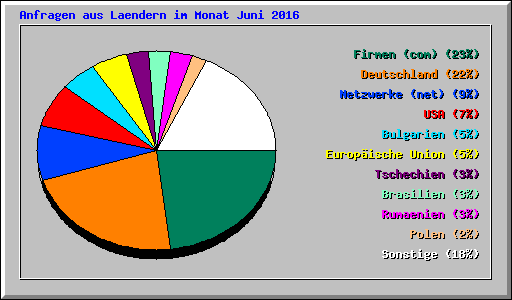 Anfragen aus Laendern im Monat Juni 2016
Firmen (com) (23%)
Deutschland (22%)
Netzwerke (net) (9%)
USA (7%)
Bulgarien (5%)
Europäische Union (5%)
Tschechien (3%)
Brasilien (3%)
Rumaenien (3%)
Polen (2%)
Sonstige (18%)